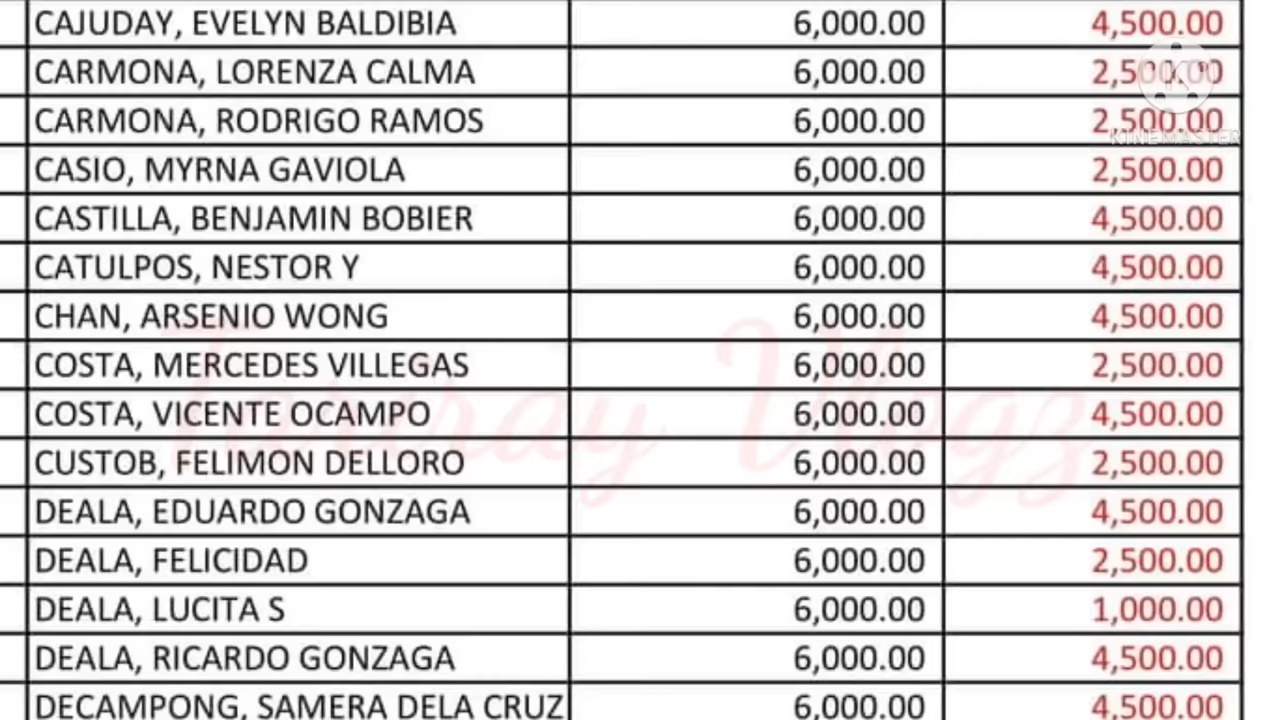 CAJUDAY, EVELYN BALDIBIA 6,000.00 4,500.00
CARMONA, LORENZA CALMA 6,000.00 2,500.00
CARMONA, RODRIGO RAMOS 6,000.00 2,500.00
KINEMASTER
CASIO, MYRNA GAVIOLA 6,000.00 2,500.00
CASTILLA, BENJAMIN BOBIER 6,000.00 4,500.00
CATULPOS, NESTOR Y 6,000.00 4,500.00
CHAN, ARSENIO WONG 6,000.00 4,500.00
COSTA, MERCEDES VILLEGAS 6,000.00 2,500.00
COSTA, VICENTE OCAMPO 6,000.00 4,500.00
Vlogz
CUSTOB, FELIMON DELLORO 6,000.00 2,500.00
DEALA, EDUARDO GONZAGA 6,000.00 4,500.00
DEALA, FELICIDAD 6,000.00 2,500.00
DEALA, LUCITA S 6,000.00 1,000.00
DEALA, RICARDO GONZAGA 6,000.00 4,500.00
DECAMPONG, SAMERA DELA CRUZ 6,000.00 4,500.00